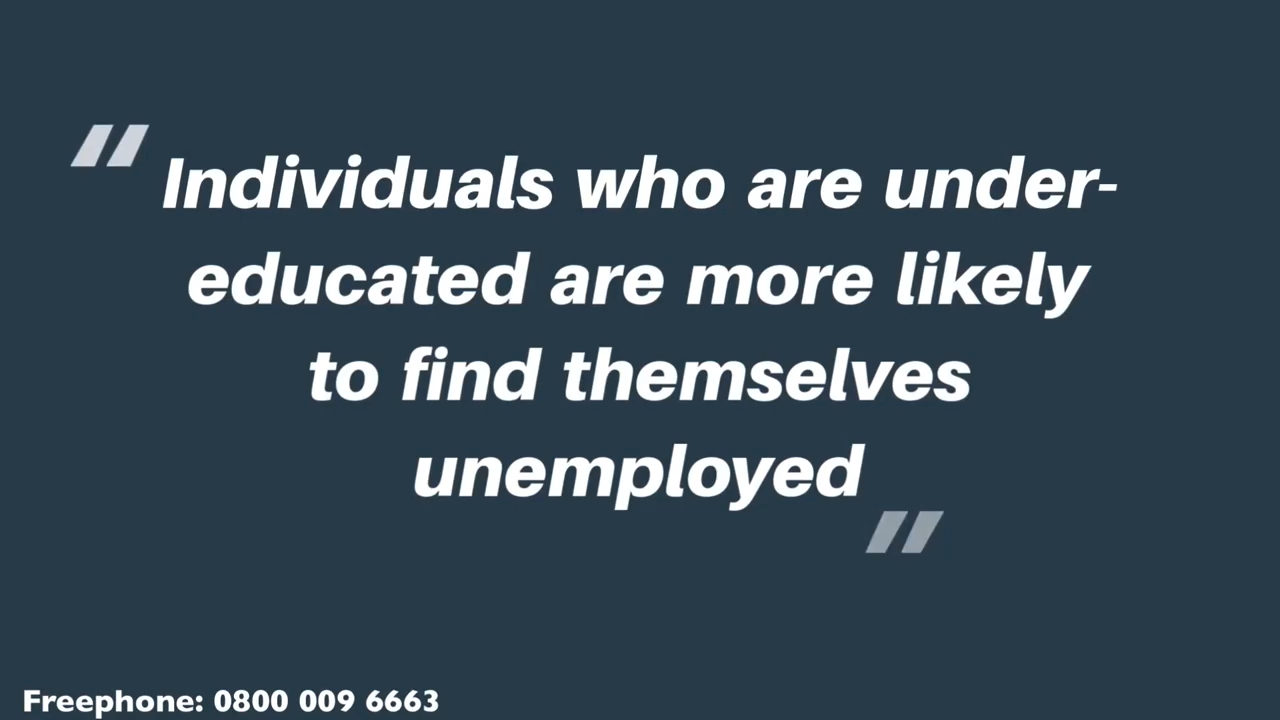 "Individuals who are under-
educated are more likely
to find themselves
unemployed"
Freephone: 0800 009 6663